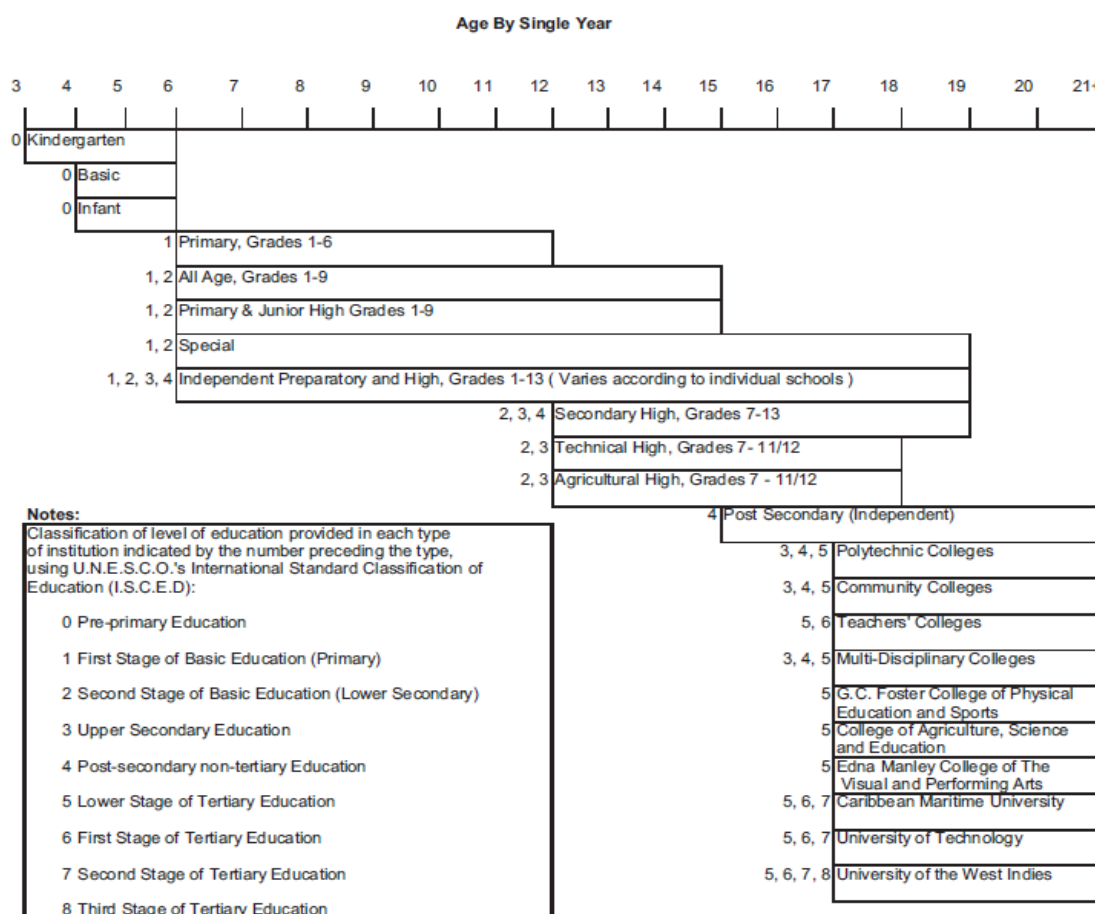 Age By Single Year
3 4 5 6 7 8 9 10 11 12 13 14 15 16 17 18 19 20 21+
0 Kindergarten
0 Basic
0 Infant
1 Primary, Grades 1-6
1, 2 All Age, Grades 1-9
1, 2 Primary & Junior High Grades 1-9
1, 2 Special
1, 2, 3, 4 Independent Preparatory and High, Grades 1-13 ( Varies according to individual schools )
2, 3, 4 Secondary High, Grades 7-13
2, 3 Technical High, Grades 7- 11/12
2, 3 Agricultural High, Grades 7 - 11/12
4 Post Secondary (Independent)
3, 4, 5 Polytechnic Colleges
3, 4, 5 Community Colleges
5, 6 Teachers' Colleges
3, 4, 5 Multi-Disciplinary Colleges
5 G.C. Foster College of Physical
Education and Sports
5 College of Agriculture, Science
and Education
5 Edna Manley College of The
Visual and Performing Arts
5, 6, 7 Caribbean Maritime University
5, 6, 7 University of Technology
5, 6, 7, 8 University of the West Indies
Notes:
Classification of level of education provided in each type
of institution indicated by the number preceding the type,
using U.N.E.S.C.O.'s International Standard Classification of
Education (I.S.C.E.D):
0 Pre-primary Education
1 First Stage of Basic Education (Primary)
2 Second Stage of Basic Education (Lower Secondary)
3 Upper Secondary Education
4 Post-secondary non-tertiary Education
5 Lower Stage of Tertiary Education
6 First Stage of Tertiary Education
7 Second Stage of Tertiary Education
8 Third Stage of Tertiary Education